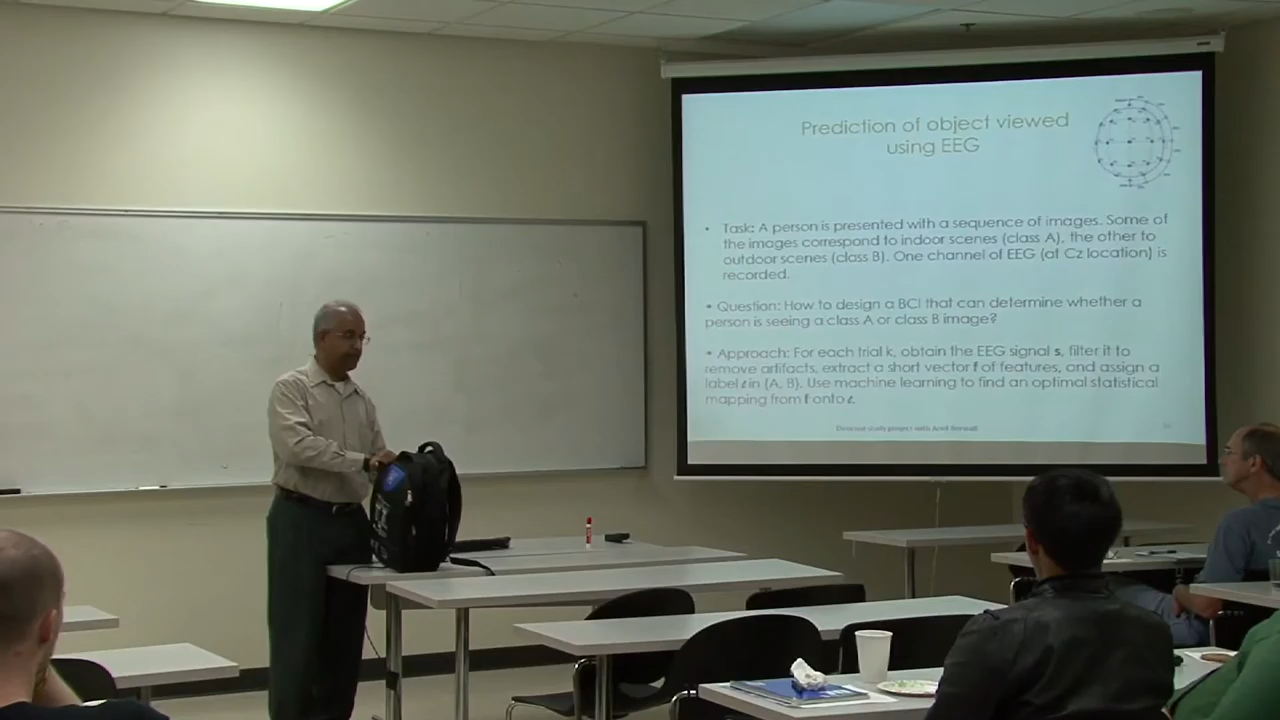 Prediction of object viewed
using EEG
• Task: A person is presented with a sequence of images. Some of
the images correspond to indoor scenes (class A), the other to
outdoor scenes (class B). One channel of EEG (at Cz location) is
recorded.
• Question: How to design a BCI that can determine whether a
person is seeing a class A or class B image?
• Approach: For each trial k, obtain the EEG signal s, filter it to
remove artifacts, extract a short vector f of features, and assign a
label ℓ in (A, B). Use machine learning to find an optimal statistical
mapping from f onto ℓ.
Directed study project with